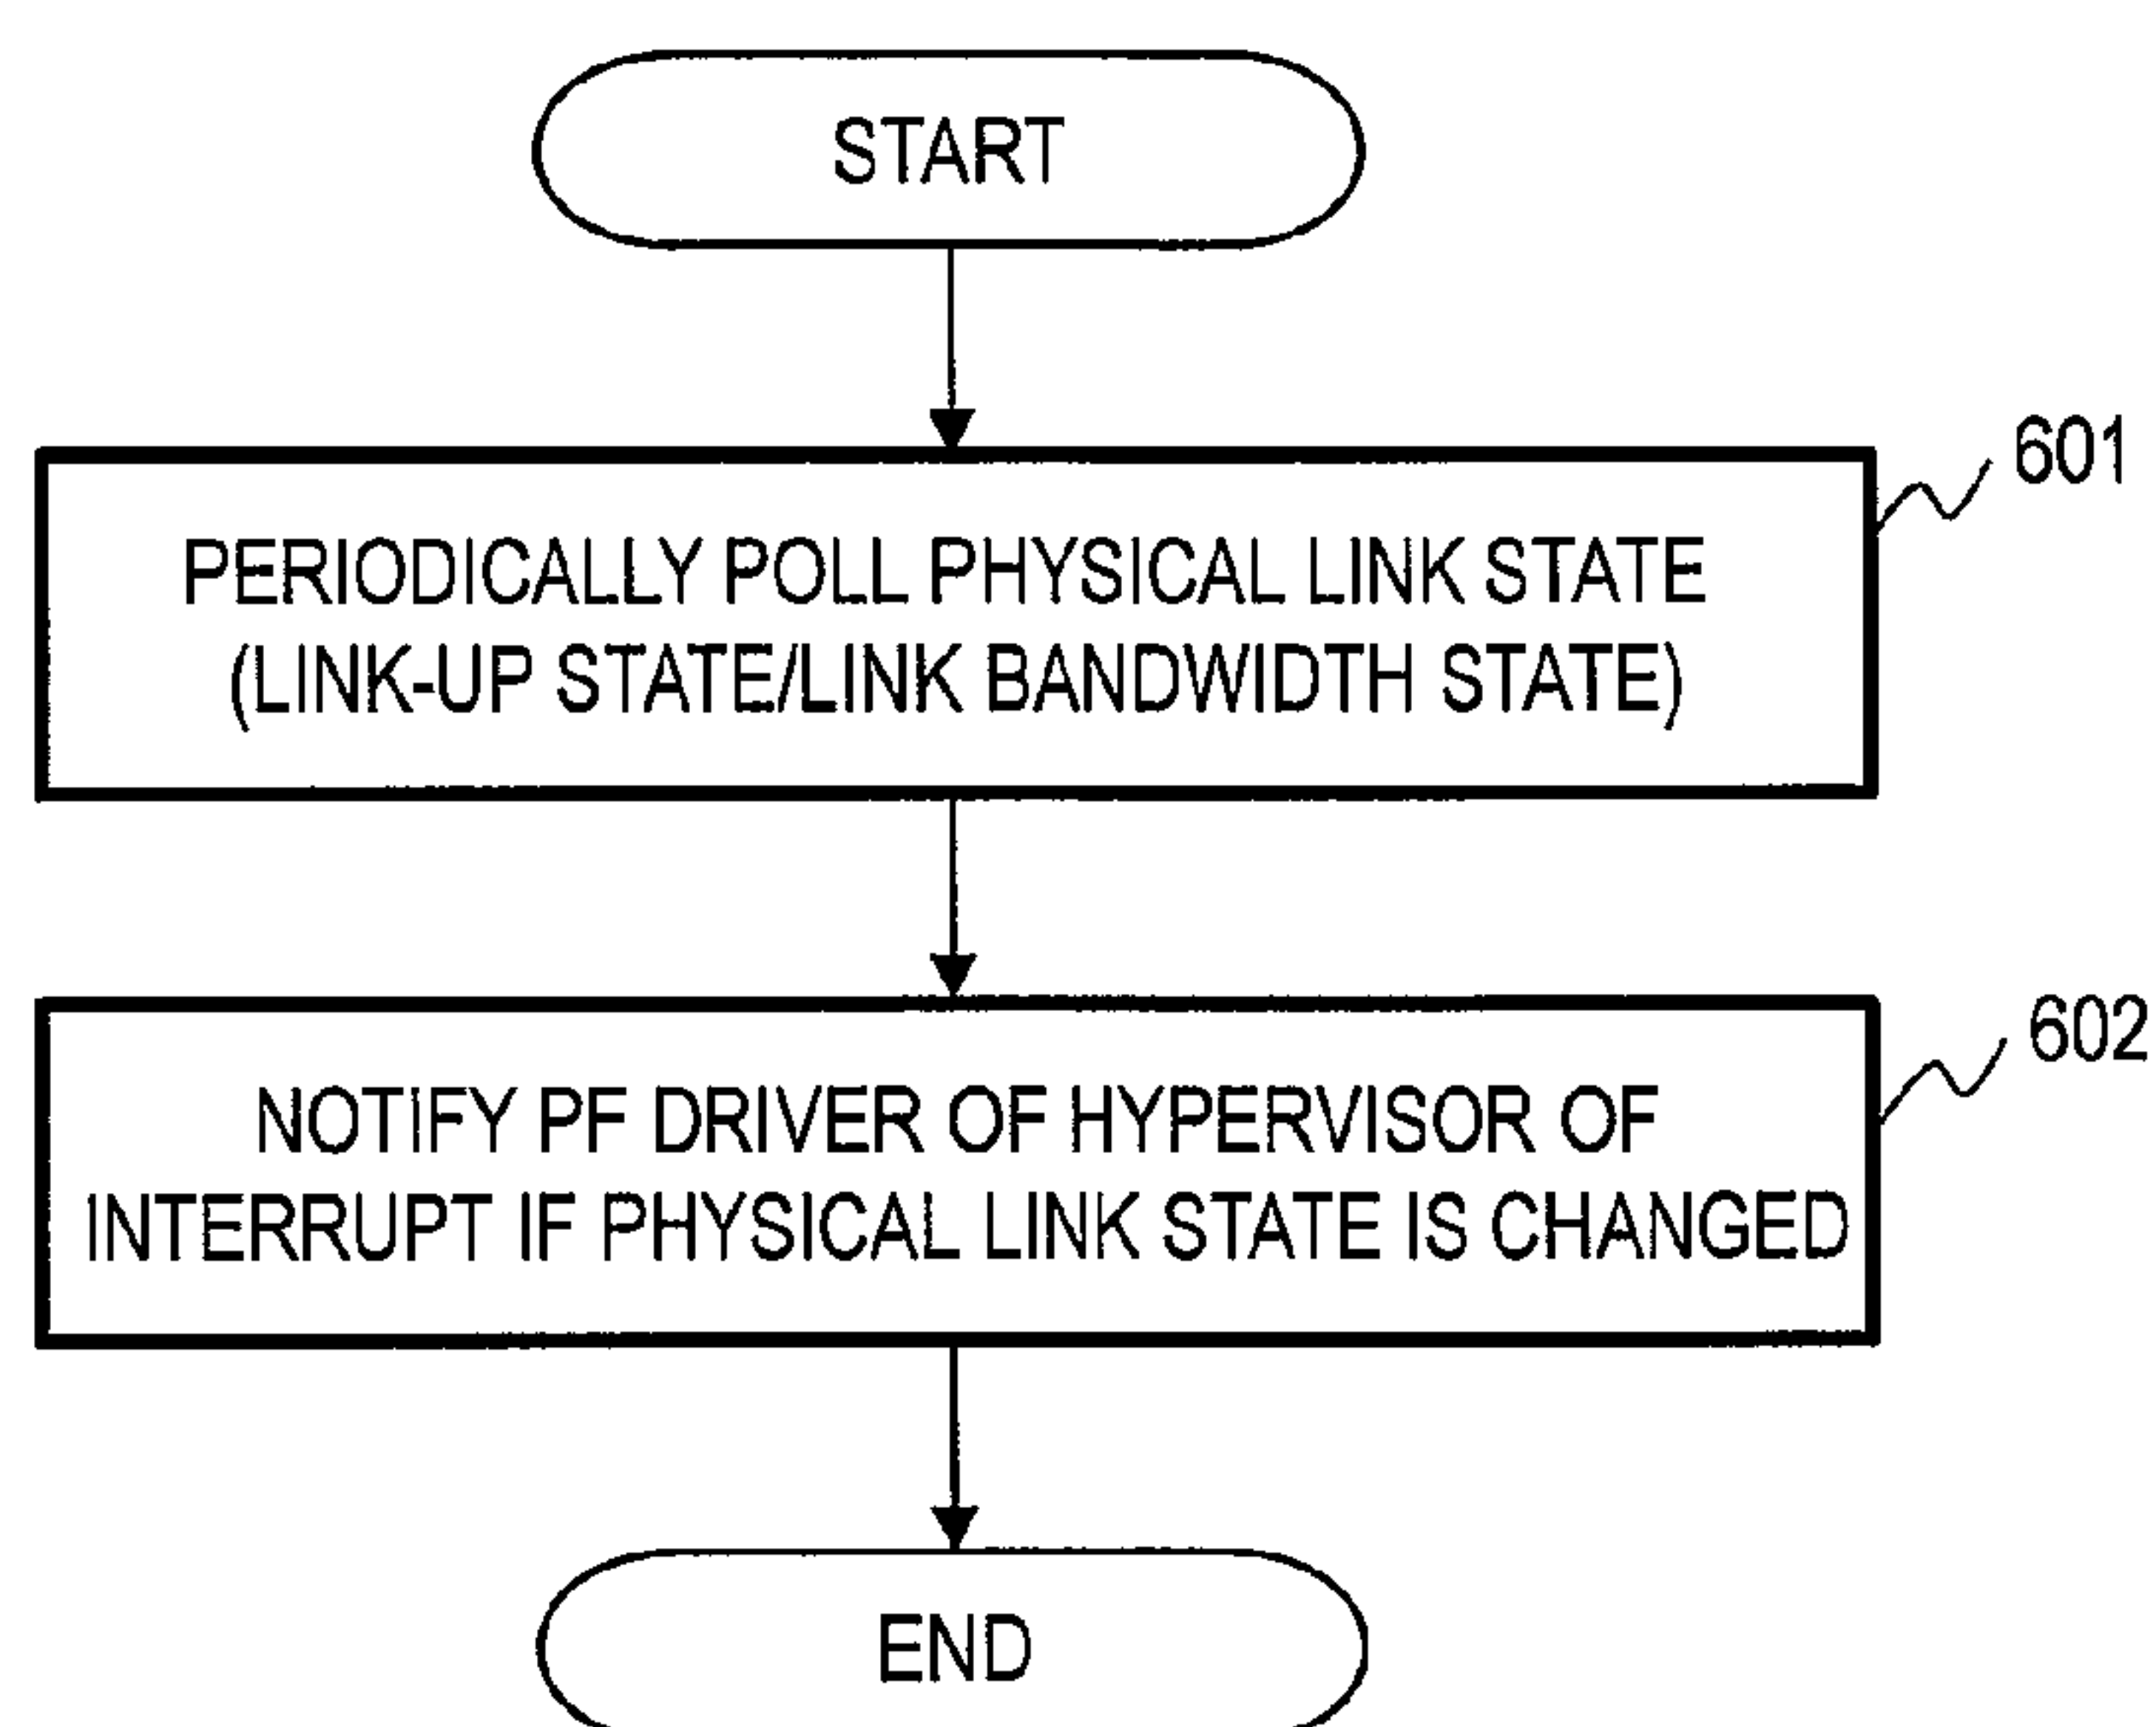 START
601
PERIODICALLY POLL PHYSICAL LINK STATE
(LINK-UP STATE/LINK BANDWIDTH STATE)
602
NOTIFY PF DRIVER OF HYPERVISOR OF
INTERRUPT IF PHYSICAL LINK STATE IS CHANGED
END